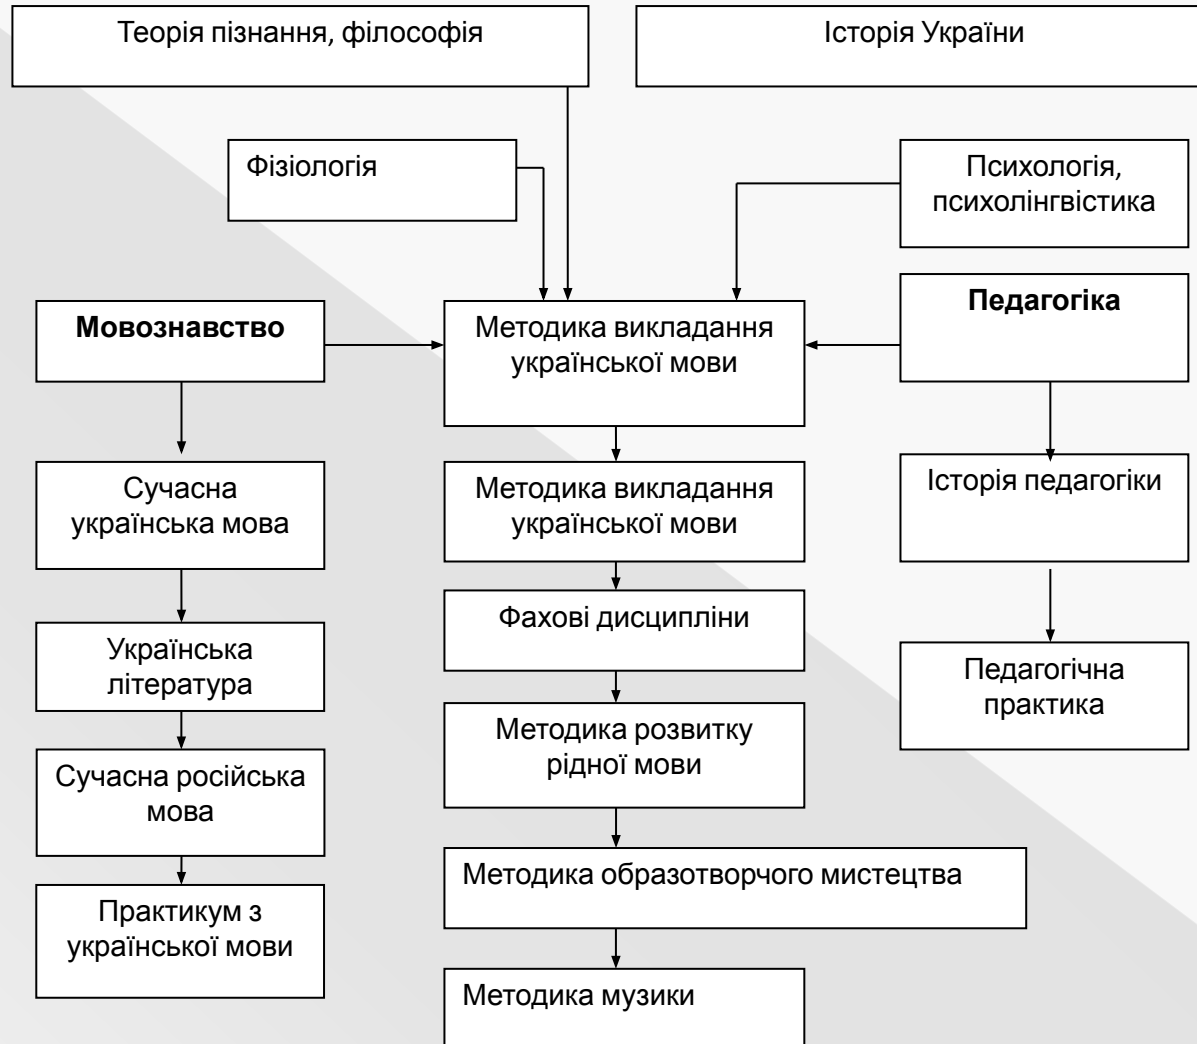 Теорія пізнання, філософія
Історія України
Фізіологія
Психологія,
психолінгвістика
Мовознавство
Методика викладання
української мови
Педагогіка
Сучасна
українська мова
Методика викладання
української мови
Історія педагогіки
Українська
література
Фахові дисципліни
Педагогічна
практика
Сучасна російська
мова
Методика розвитку
рідної мови
Практикум з
української мови
Методика образотворчого мистецтва
Методика музики